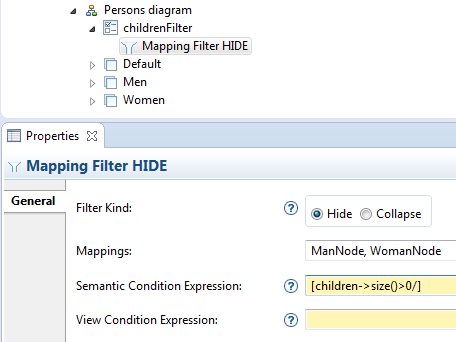 Persons diagram
childrenFilter
Mapping Filter HIDE
Default
Men
Women
Properties
Mapping Filter HIDE
General
Filter Kind: ? Hide Collapse
Mappings: ManNode, WomanNode
Semantic Condition Expression: ? [children->size()>0/]
View Condition Expression: ?